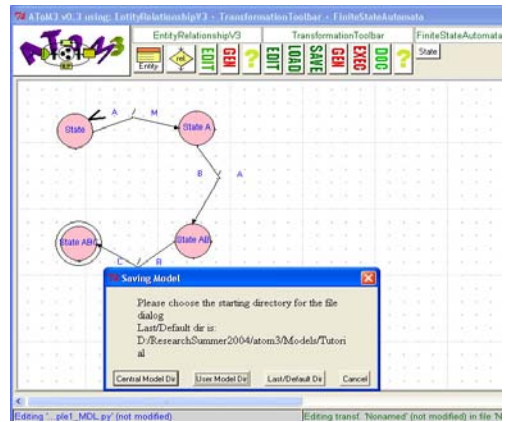 AToM3 v0.3 using: EntityRelationshipV3 - TransformationToolbar - FiniteStateAutomata
EntityRelationshipV3 TransformationToolbar FiniteStateAutomata
Entity rel. EDIT GEN ? EDIT LOAD SAVE GEN EXEC DOC ? State
State
A / M
State A
B / A
State AB
C / B
State ABC
Saving Model
Please choose the starting directory for the file
dialog
Last/Default dir is:
D:/ResearchSummer2004/atom3/Models/Tutori
al
Central Model Dir User Model Dir Last/Default Dir Cancel
Editing '...ple1_MDL.py' (not modified) Editing transf. 'Nonamed' (not modified) in file 'N